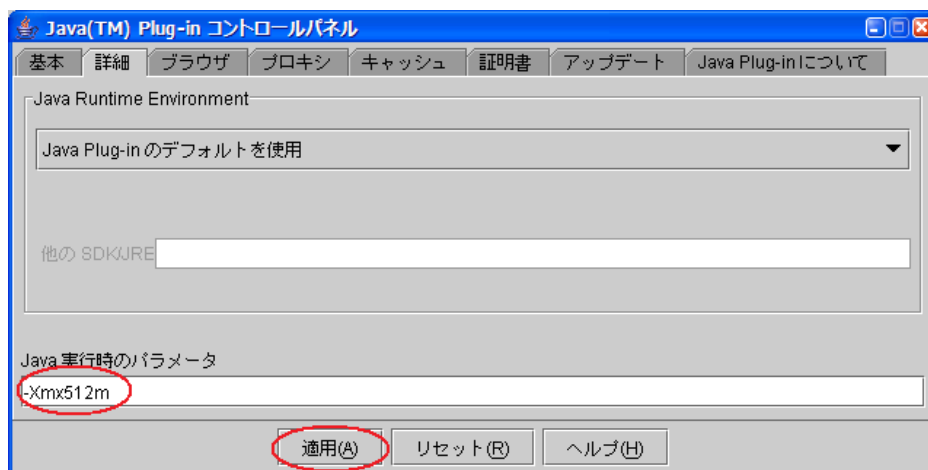 Java(TM) Plug-in コントロールパネル
基本 詳細 ブラウザ プロキシ キャッシュ 証明書 アップデート Java Plug-in について
Java Runtime Environment
Java Plug-in のデフォルトを使用
他の SDK/JRE
Java 実行時のパラメータ
-Xmx512m
適用(A) リセット(R) ヘルプ(H)